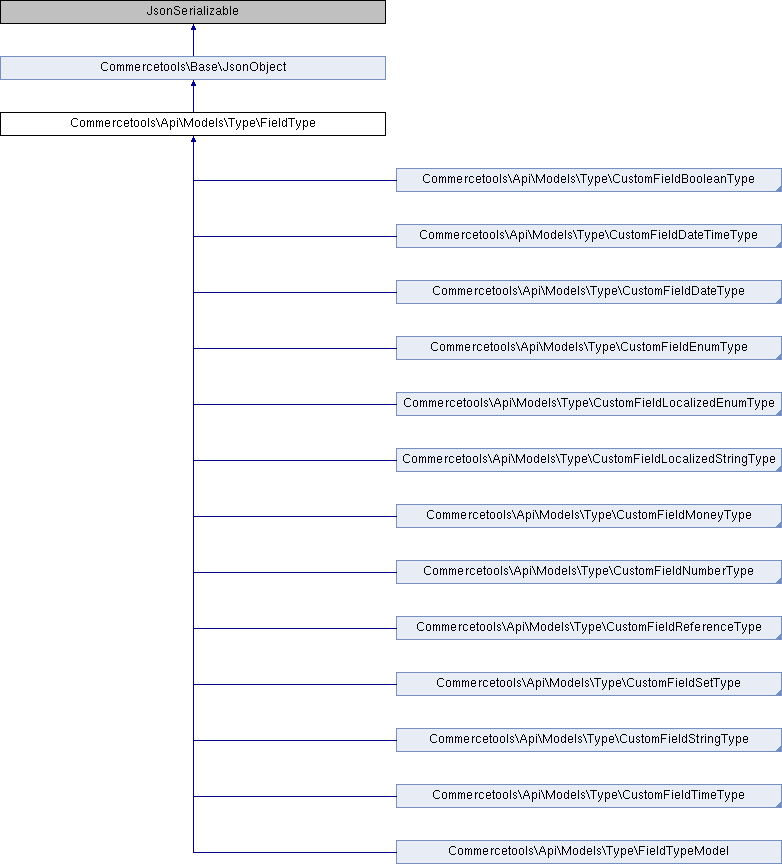 JsonSerializable
Commercetools\Base\JsonObject
Commercetools\Api\Models\Type\FieldType
Commercetools\Api\Models\Type\CustomFieldBooleanType
Commercetools\Api\Models\Type\CustomFieldDateTimeType
Commercetools\Api\Models\Type\CustomFieldDateType
Commercetools\Api\Models\Type\CustomFieldEnumType
Commercetools\Api\Models\Type\CustomFieldLocalizedEnumType
Commercetools\Api\Models\Type\CustomFieldLocalizedStringType
Commercetools\Api\Models\Type\CustomFieldMoneyType
Commercetools\Api\Models\Type\CustomFieldNumberType
Commercetools\Api\Models\Type\CustomFieldReferenceType
Commercetools\Api\Models\Type\CustomFieldSetType
Commercetools\Api\Models\Type\CustomFieldStringType
Commercetools\Api\Models\Type\CustomFieldTimeType
Commercetools\Api\Models\Type\FieldTypeModel